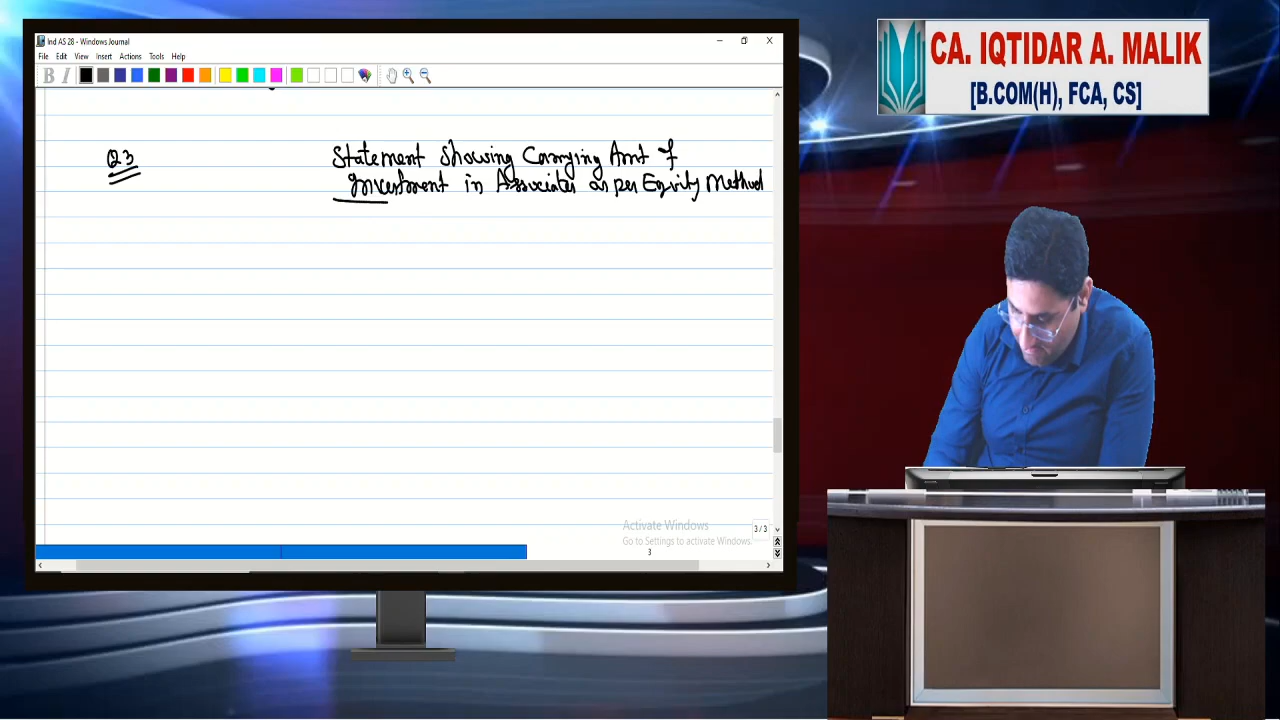 Ind AS 28 - Windows Journal
File Edit View Insert Actions Tools Help
B I
Q3
Statement Showing Carrying Amt of
Investment in Associates as per Equity Method
Activate Windows
Go to Settings to activate Windows.
3 / 3
3
CA. IQTIDAR A. MALIK
[B.COM(H), FCA, CS]